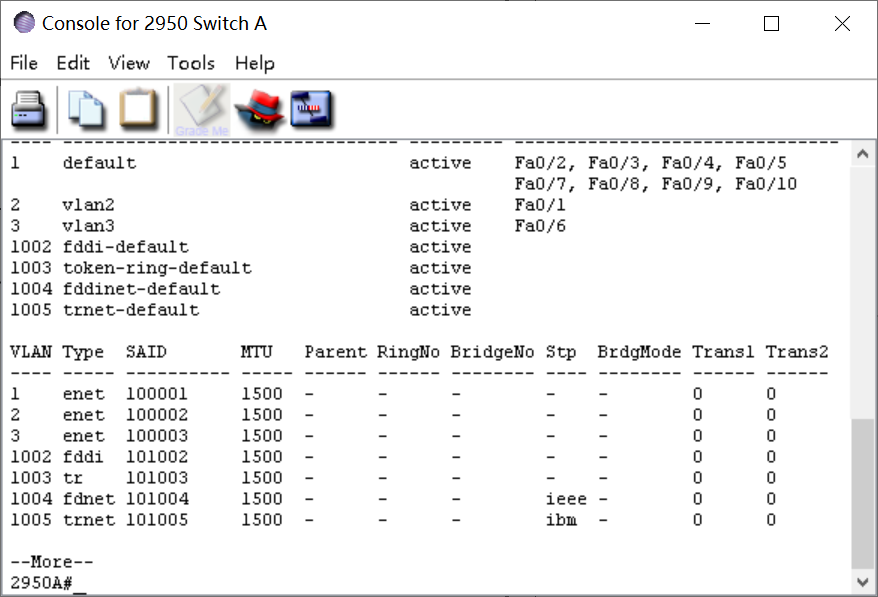 Console for 2950 Switch A
File Edit View Tools Help
Grade Me
---- -------------------------------- --------- -------------------------------
1    default                          active    Fa0/2, Fa0/3, Fa0/4, Fa0/5
                                                Fa0/7, Fa0/8, Fa0/9, Fa0/10
2    vlan2                            active    Fa0/1
3    vlan3                            active    Fa0/6
1002 fddi-default                     active
1003 token-ring-default               active
1004 fddinet-default                  active
1005 trnet-default                    active
VLAN Type  SAID       MTU   Parent RingNo BridgeNo Stp  BrdgMode Trans1 Trans2
---- ----- ---------- ----- ------ ------ -------- ---- -------- ------ ------
1    enet  100001     1500  -      -      -        -    -        0      0
2    enet  100002     1500  -      -      -        -    -        0      0
3    enet  100003     1500  -      -      -        -    -        0      0
1002 fddi  101002     1500  -      -      -        -    -        0      0
1003 tr    101003     1500  -      -      -        -    -        0      0
1004 fdnet 101004     1500  -      -      -        ieee -        0      0
1005 trnet 101005     1500  -      -      -        ibm  -        0      0
--More--
2950A#_